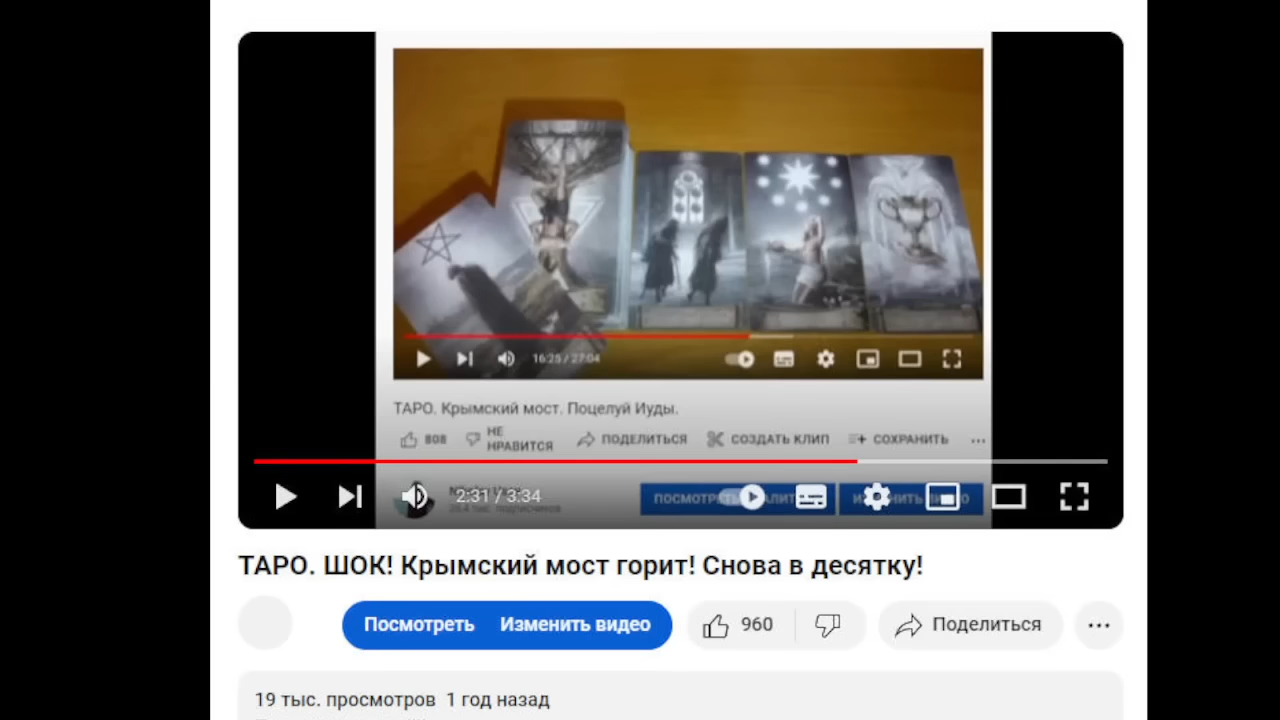 16:25 / 27:04
ТАРО. Крымский мост. Поцелуй Иуды.
808
НЕ НРАВИТСЯ
ПОДЕЛИТЬСЯ
СОЗДАТЬ КЛИП
СОХРАНИТЬ
2:31 / 3:34
ТАРО. ШОК! Крымский мост горит! Снова в десятку!
Посмотреть Изменить видео 960 Поделиться
19 тыс. просмотров 1 год назад